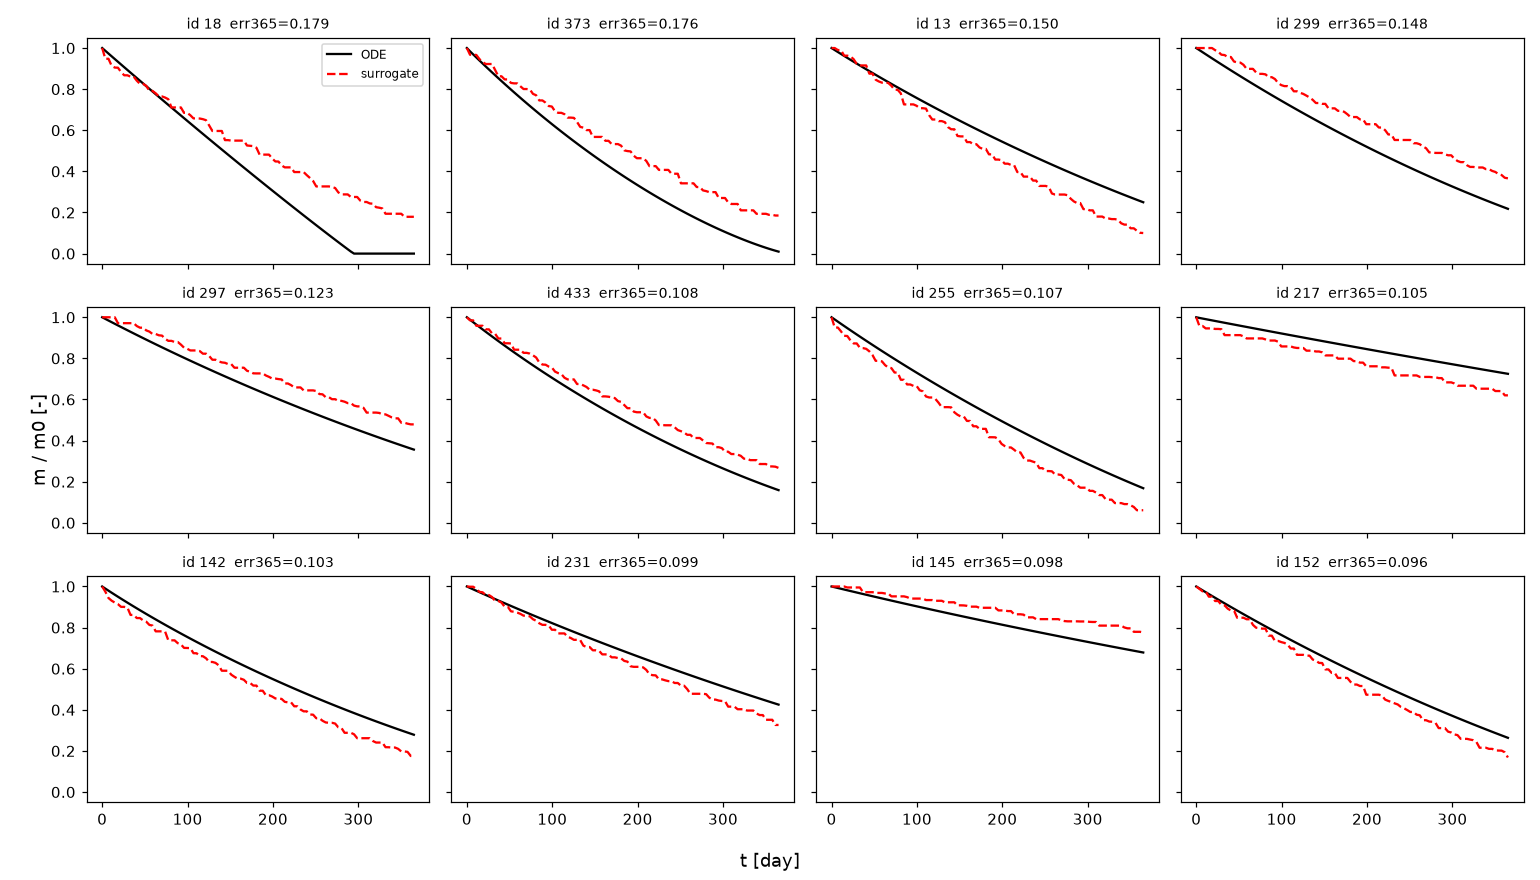 id 18 err365=0.179
id 373 err365=0.176
id 13 err365=0.150
id 299 err365=0.148
1.0
0.8
0.6
0.4
0.2
0.0
ODE
surrogate
id 297 err365=0.123
id 433 err365=0.108
id 255 err365=0.107
id 217 err365=0.105
1.0
0.8
0.6
0.4
0.2
0.0
m / m0 [-]
id 142 err365=0.103
id 231 err365=0.099
id 145 err365=0.098
id 152 err365=0.096
1.0
0.8
0.6
0.4
0.2
0.0
0 100 200 300
0 100 200 300
0 100 200 300
0 100 200 300
t [day]